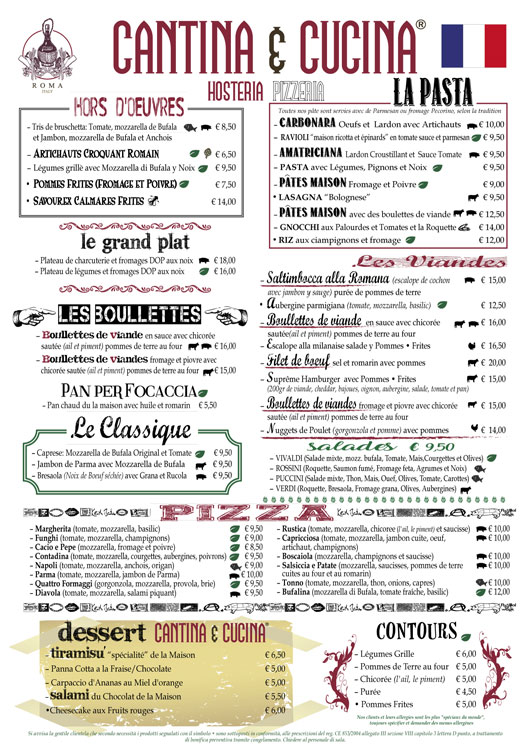 CANTINA & CUCINA®
ROMA
ITALY
HOSTERIA PIZZERIA
HORS D'OEUVRES
- Tris de bruschetta: Tomate, mozzarella de Bufala € 8,50
et Jambon, mozzarella de Bufala et Anchois
- ARTICHAUTS CROQUANT ROMAIN € 6,50
- Légumes grillè avec Mozzarella di Bufala y Noix € 9,50
• POMMES FRITES (FROMAGE ET POIVRE) € 7,50
• SAVOUREX CALMARES FRITES € 14,00
le grand plat
- Plateau de charcuterie et fromages DOP aux noix € 18,00
- Plateau de légumes et fromages DOP aux noix € 16,00
LES BOULLETTES
- Boullettes de viande en sauce avec chicorée
sautée (ail et piment) pommes de terre au four € 16,00
- Boullettes de viandes fromage et pivre avec
chicorée sautée (ail et piment) pommes de terre au four € 15,00
PAN PER FOCACCIA
- Pan chaud du la maison avec huile et romarin € 5,50
Le Classique
- Caprese: Mozzarella de Bufala Original et Tomate € 9,50
- Jambon de Parma avec Mozzarella de Bufala € 9,50
- Bresaola (Noix de Boeuf séchée) avec Grana et Rucola € 9,50
LA PASTA
Toutes nos pâte sont servies avec de Parmesan ou fromage Pecorino, selon la tradition
- CARBONARA Oeufs et Lardon avec Artichauts € 10,00
- RAVIOLI "maison ricotta et épinards" en tomate sauce et parmesan € 9,50
- AMATRICIANA Lardon Croustillant et Sauce Tomate € 9,50
- PASTA avec Légumes, Pignons et Noix € 9,50
- PÂTES MAISON Fromage et Poivre € 9,00
• LASAGNA "Bolognese" € 9,50
- PÂTES MAISON avec des boulettes de viande € 12,50
- GNOCCHI aux Palourdes et Tomates et la Roquette € 14,00
• RIZ aux ciampignons et fromage € 12,00
Les Viandes
- Saltimbocca alla Romana (escalope de cochon € 15,00
avec jambon y sauge) purée de pommes de terre
• Aubergine parmigiana (tomate, mozzarella, basilic) € 12,50
- Boullettes de viande en sauce avec chicorée € 16,00
sautée(ail et piment) pommes de terre au four
- Escalope alla milanaise salade y Pommes • Frites € 16,50
- Filet de boeuf sel et romarin avec pommes € 20,00
- Suprême Hamburger avec Pommes • Frites € 15,00
(200gr de viande, cheddar, bajoues, oignon, aubergine, salade, tomate et pan)
- Boullettes de viandes fromage et pivre avec chicorée € 15,00
sautée (ail et piment) pommes de terre au four
- Nuggets de Poulet (gorgonzola et pomme) avec pommes € 14,00
Salades € 9,50
- VIVALDI (Salade mixte, mozz. bufala, Tomate, Mais,Courgettes et Olives)
- ROSSINI (Roquette, Saumon fumé, Fromage feta, Agrumes et Noix)
- PUCCINI (Salade mixte, Thon, Mais, Ouef, Olives, Tomate, Carottes)
- VERDI (Roquette, Bresaola, Fromage grana, Olives, Aubergines)
PIZZA
- Margherita (tomate, mozzarella, basilic) € 9,50
- Funghi (tomate, mozzarella, champignons) € 9,00
- Cacio e Pepe (mozzarella, fromage et poivre) € 8,50
- Contadina (tomate, courgettes, aubergines, poivrons) € 9,50
- Napoli (tomate, mozzarella, anchois, origan) € 9,00
- Parma (tomate, mozzarella, jambon de Parma) € 10,00
- Quattro Formaggi (gorgonzola, mozzarella, provola, brie) € 9,50
- Diavola (tomate, mozzarella, salami piquant) € 9,50
- Rustica (tomate, mozzarella, chicoree (l'ail, le piment) et saucisse) € 10,00
- Capricciosa (tomate, mozzarella, jambon cuite, oeuf, € 10,00
artichaut, champignons)
- Boscaiola (mozzarella, champignons et saucisse) € 10,00
- Salsiccia e Patate (mozzarella, saucisses, pommes de terre € 10,00
cuites au four et au romarin)
- Tonno (mozzarella, tomate, thon, onions, capres) € 10,00
- Bufalina (mozzarella di bufala, tomate fraîche, basilic) € 12,00
dessert CANTINA & CUCINA®
- tiramisu' "spécialité" de la Maison € 6,50
- Panna Cotta a la Fraise/Chocolate € 5,00
- Carpaccio d'Ananas au Miel d'orange € 5,00
- salami du Chocolat de la Maison € 5,50
•Cheesecake aux Fruits rouges € 6,00
CONTOURS
- Légumes Grille € 6,00
- Pommes de Terre au four € 5,00
- Chicorée (l'ail, le piment) € 5,00
- Purée € 4,50
• Pommes Frites € 5,00
Nos clients et leurs allergies sont les plus "spéciaux du monde",
toujours spécifier et demander des menus allergies.
Si avvisa la gentile clientela che secondo necessità i prodotti segnalati con il simbolo • sono sottoposti in conformità, alle prescrizioni del reg. CE 853/2004 allegato III sezione VIII capitolo 3 lettera D punto 3, a trattamento
di bonifica preventiva tramite congelamento. Chiedere al personale di sala.